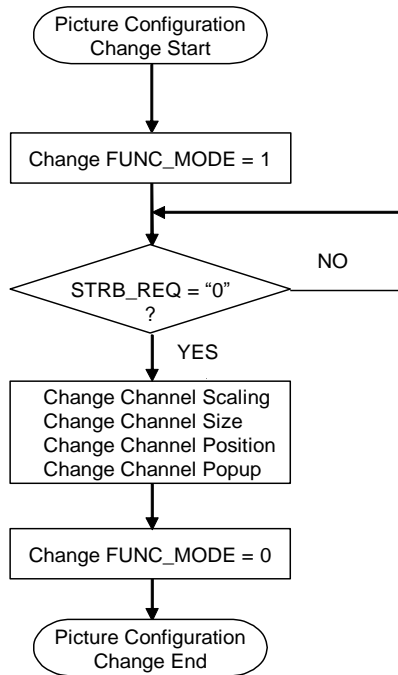 Picture Configuration
Change Start
Change FUNC_MODE = 1
NO
STRB_REQ = “0”
?
YES
Change Channel Scaling
Change Channel Size
Change Channel Position
Change Channel Popup
Change FUNC_MODE = 0
Picture Configuration
Change End